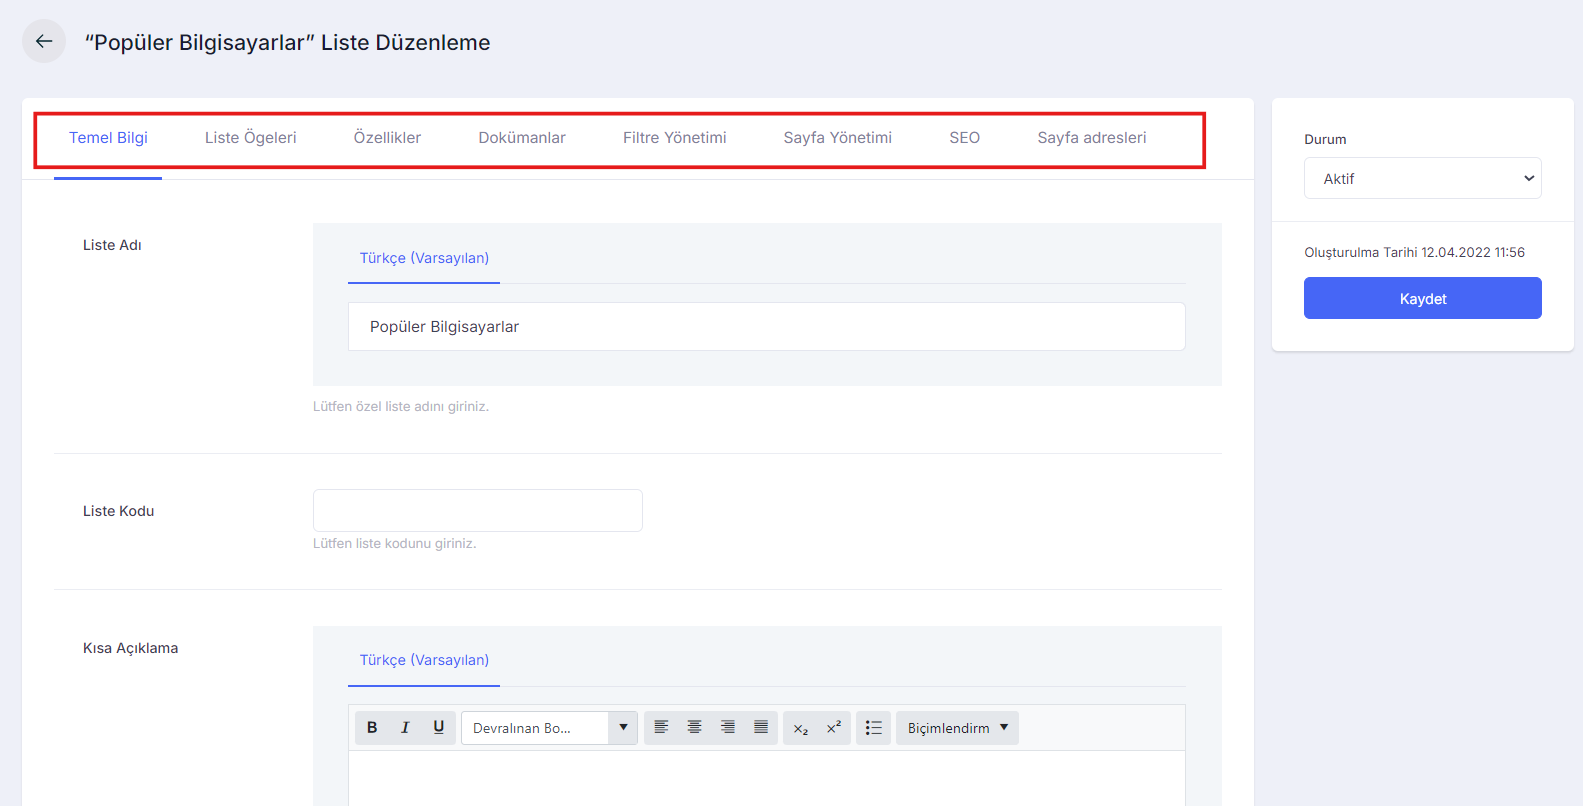 “Popüler Bilgisayarlar” Liste Düzenleme
Temel Bilgi Liste Ögeleri Özellikler Dokümanlar Filtre Yönetimi Sayfa Yönetimi SEO Sayfa adresleri
Durum
Aktif
Oluşturulma Tarihi 12.04.2022 11:56
Kaydet
Liste Adı
Türkçe (Varsayılan)
Popüler Bilgisayarlar
Lütfen özel liste adını giriniz.
Liste Kodu
Lütfen liste kodunu giriniz.
Kısa Açıklama
Türkçe (Varsayılan)
B I U Devralınan Bo... x₂ x² Biçimlendirm